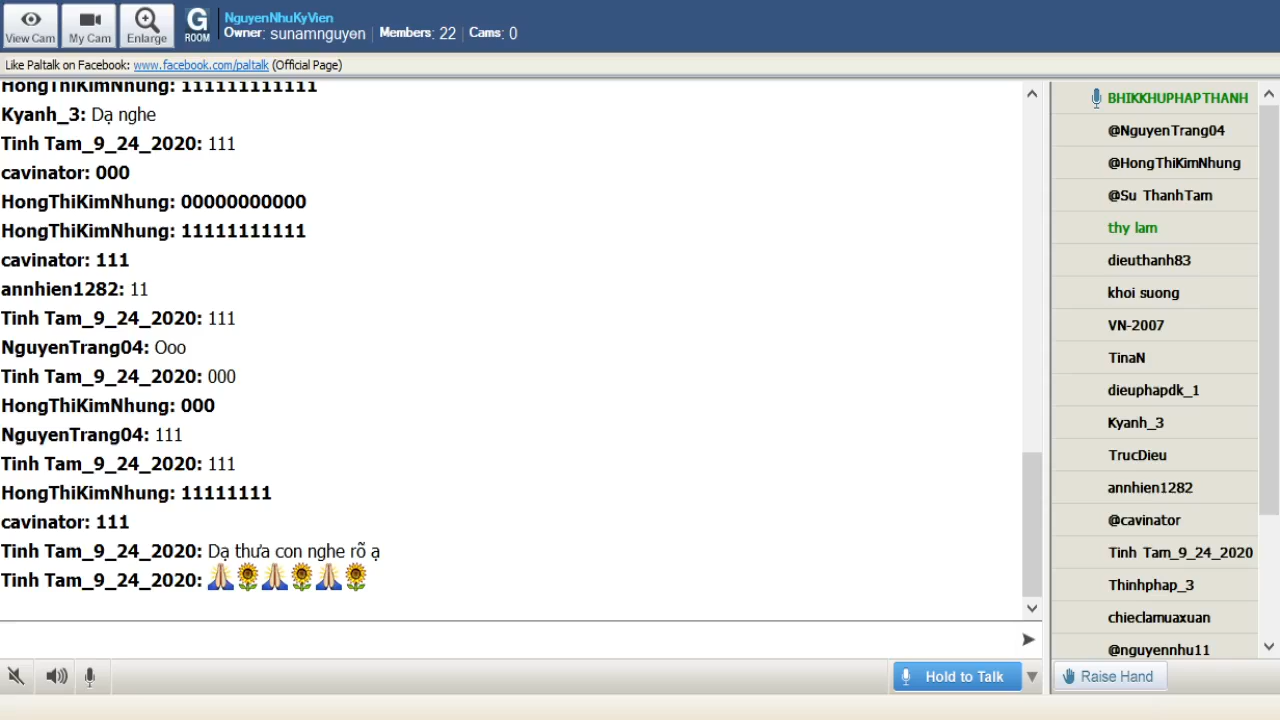 View Cam
My Cam
Enlarge
G
ROOM
NguyenNhuKyVien
Owner: sunamnguyen | Members: 22 | Cams: 0
Like Paltalk on Facebook: www.facebook.com/paltalk (Official Page)
HongThiKimNhung: 111111111111
Kyanh_3: Dạ nghe
Tinh Tam_9_24_2020: 111
cavinator: 000
HongThiKimNhung: 00000000000
HongThiKimNhung: 11111111111
cavinator: 111
annhien1282: 11
Tinh Tam_9_24_2020: 111
NguyenTrang04: Ooo
Tinh Tam_9_24_2020: 000
HongThiKimNhung: 000
NguyenTrang04: 111
Tinh Tam_9_24_2020: 111
HongThiKimNhung: 11111111
cavinator: 111
Tinh Tam_9_24_2020: Dạ thưa con nghe rõ ạ
Tinh Tam_9_24_2020: 🙏🌻🙏🌻🙏🌻
BHIKKHUPHAPTHANH
@NguyenTrang04
@HongThiKimNhung
@Su ThanhTam
thy lam
dieuthanh83
khoi suong
VN-2007
TinaN
dieuphapdk_1
Kyanh_3
TrucDieu
annhien1282
@cavinator
Tinh Tam_9_24_2020
Thinhphap_3
chieclamuaxuan
@nguyennhu11
Hold to Talk
Raise Hand